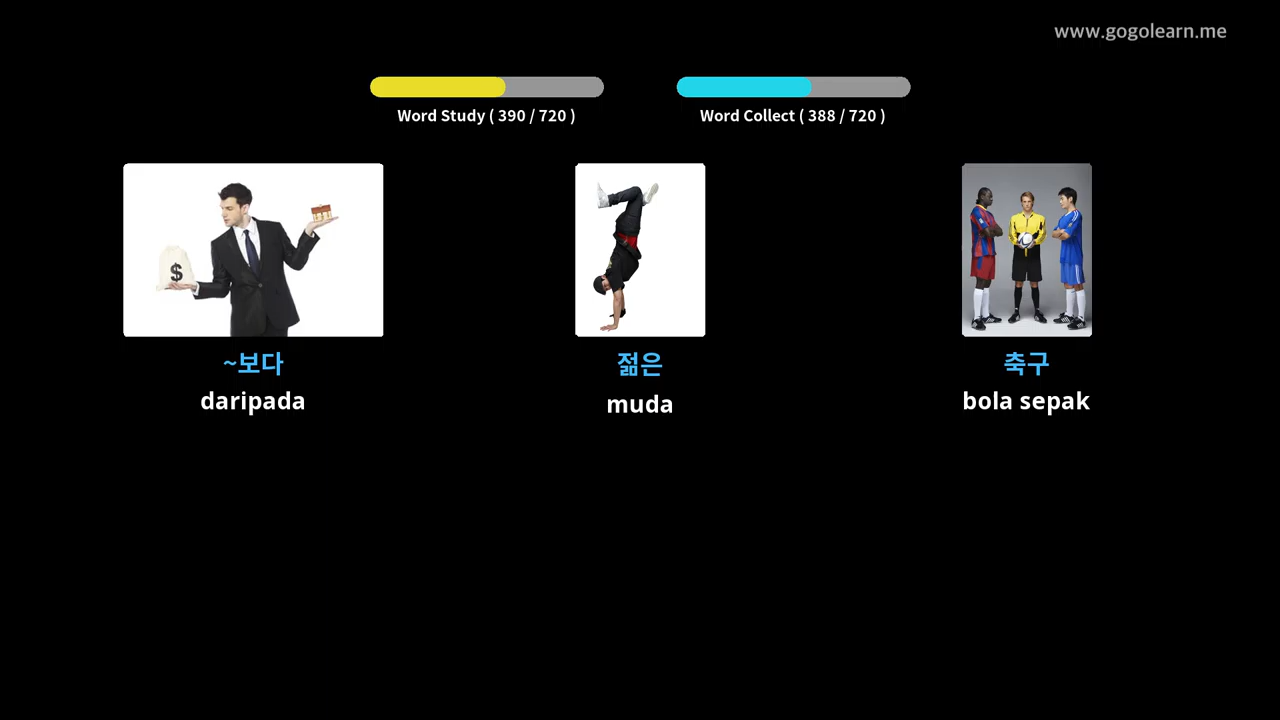 www.gogolearn.me
Word Study ( 390 / 720 )
Word Collect ( 388 / 720 )
$
~보다
젊은
축구
daripada
muda
bola sepak